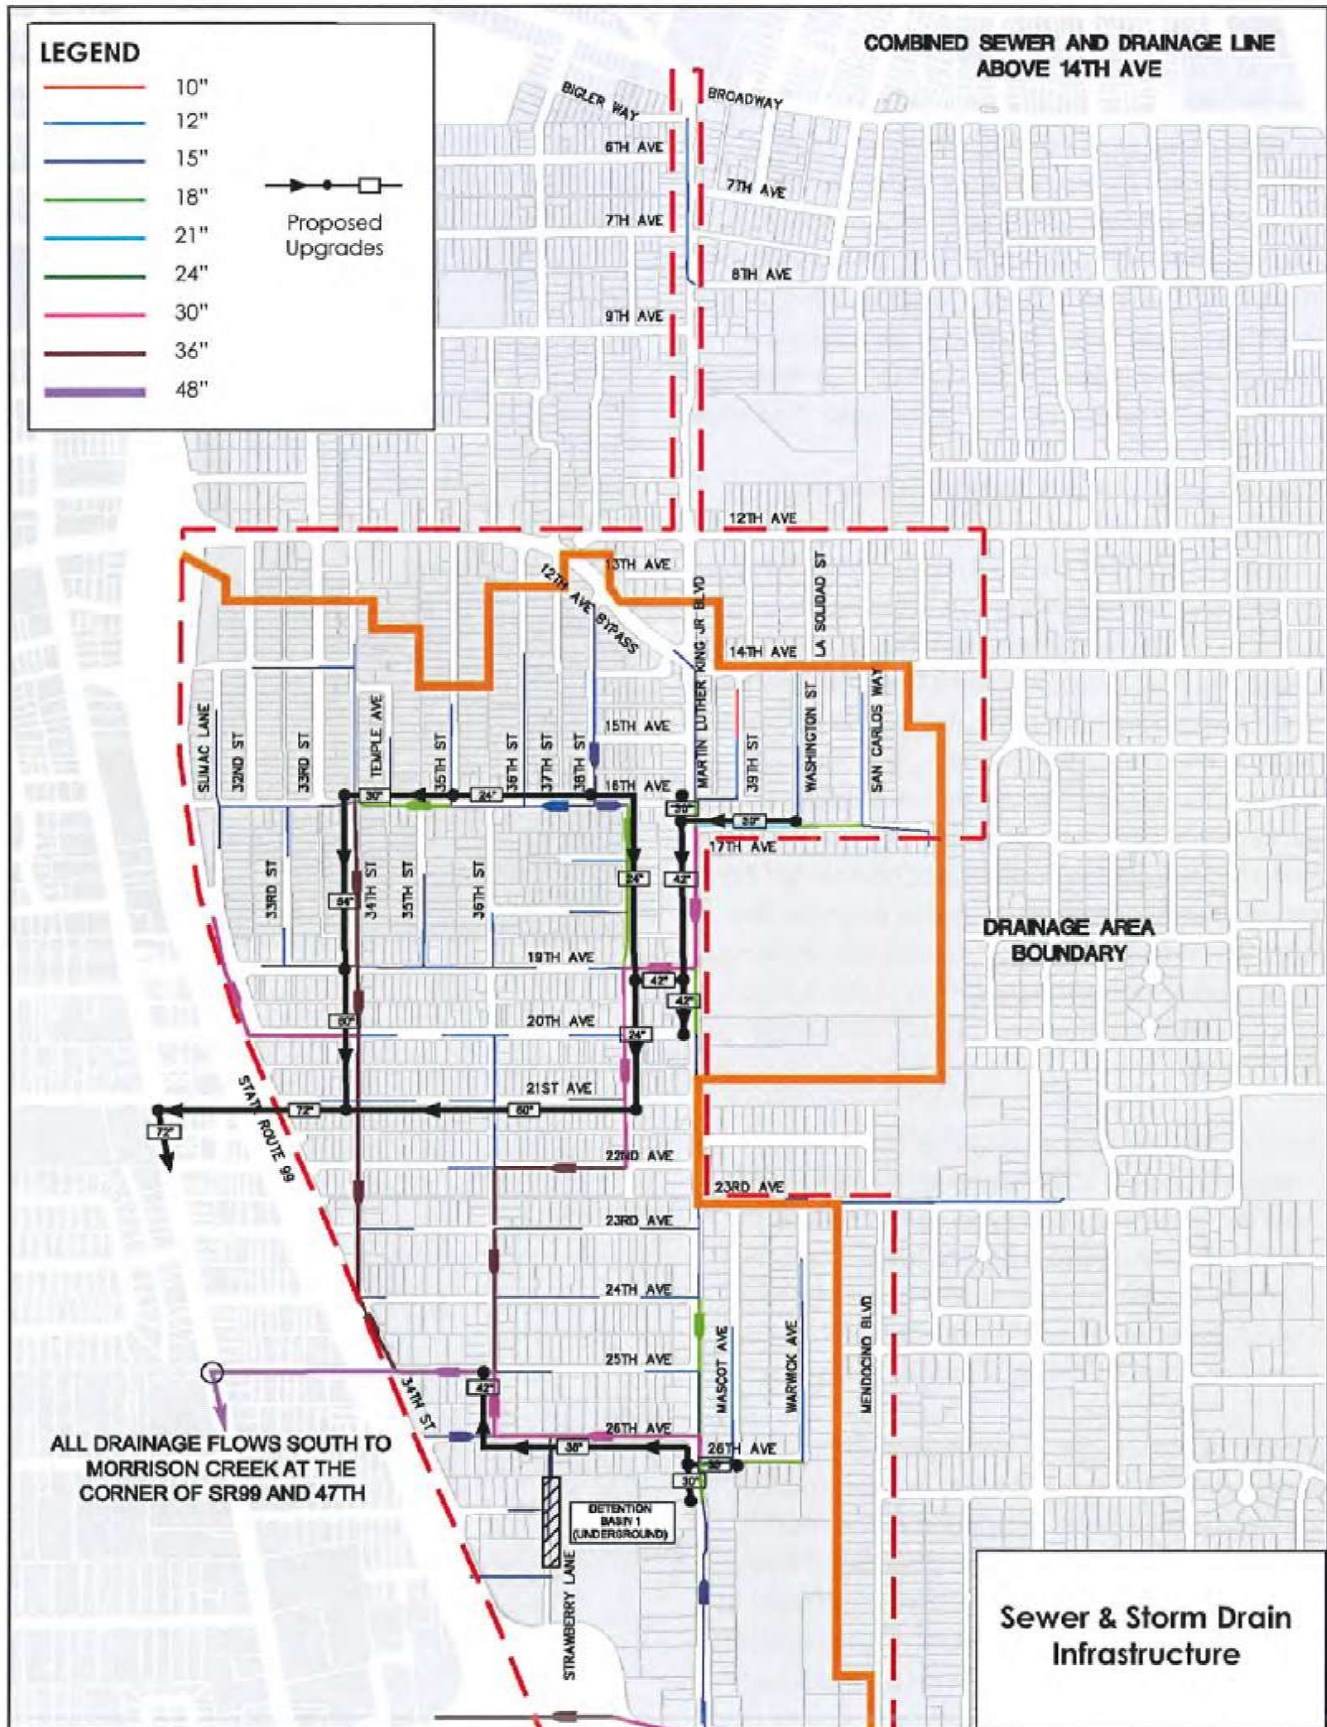 LEGEND
10"
12"
15"
18"
21"
24"
30"
36"
48"
Proposed
Upgrades
COMBINED SEWER AND DRAINAGE LINE
ABOVE 14TH AVE
BIGLER WAY
BROADWAY
6TH AVE
7TH AVE
7TH AVE
8TH AVE
9TH AVE
12TH AVE
13TH AVE
12TH AVE BYPASS
MARTIN LUTHER KING JR BLVD
LA SOLIDAD ST
14TH AVE
SUMAC LANE
32ND ST
33RD ST
TEMPLE AVE
35TH ST
36TH ST
37TH ST
38TH ST
15TH AVE
39TH ST
WASHINGTON ST
SAN CARLOS WAY
16TH AVE
30"
24"
17TH AVE
33RD ST
34TH ST
35TH ST
36TH ST
24"
42"
19TH AVE
DRAINAGE AREA
BOUNDARY
42"
42"
20TH AVE
24"
21ST AVE
72"
60"
72"
STATE ROUTE 99
22ND AVE
23RD AVE
23RD AVE
24TH AVE
MASCOT AVE
WARWICK AVE
MENDOCINO BLVD
25TH AVE
42"
34TH ST
26TH AVE
26TH AVE
30"
ALL DRAINAGE FLOWS SOUTH TO
MORRISON CREEK AT THE
CORNER OF SR99 AND 47TH
DETENTION
BASIN 1
(UNDERGROUND)
STRAWBERRY LANE
Sewer & Storm Drain
Infrastructure